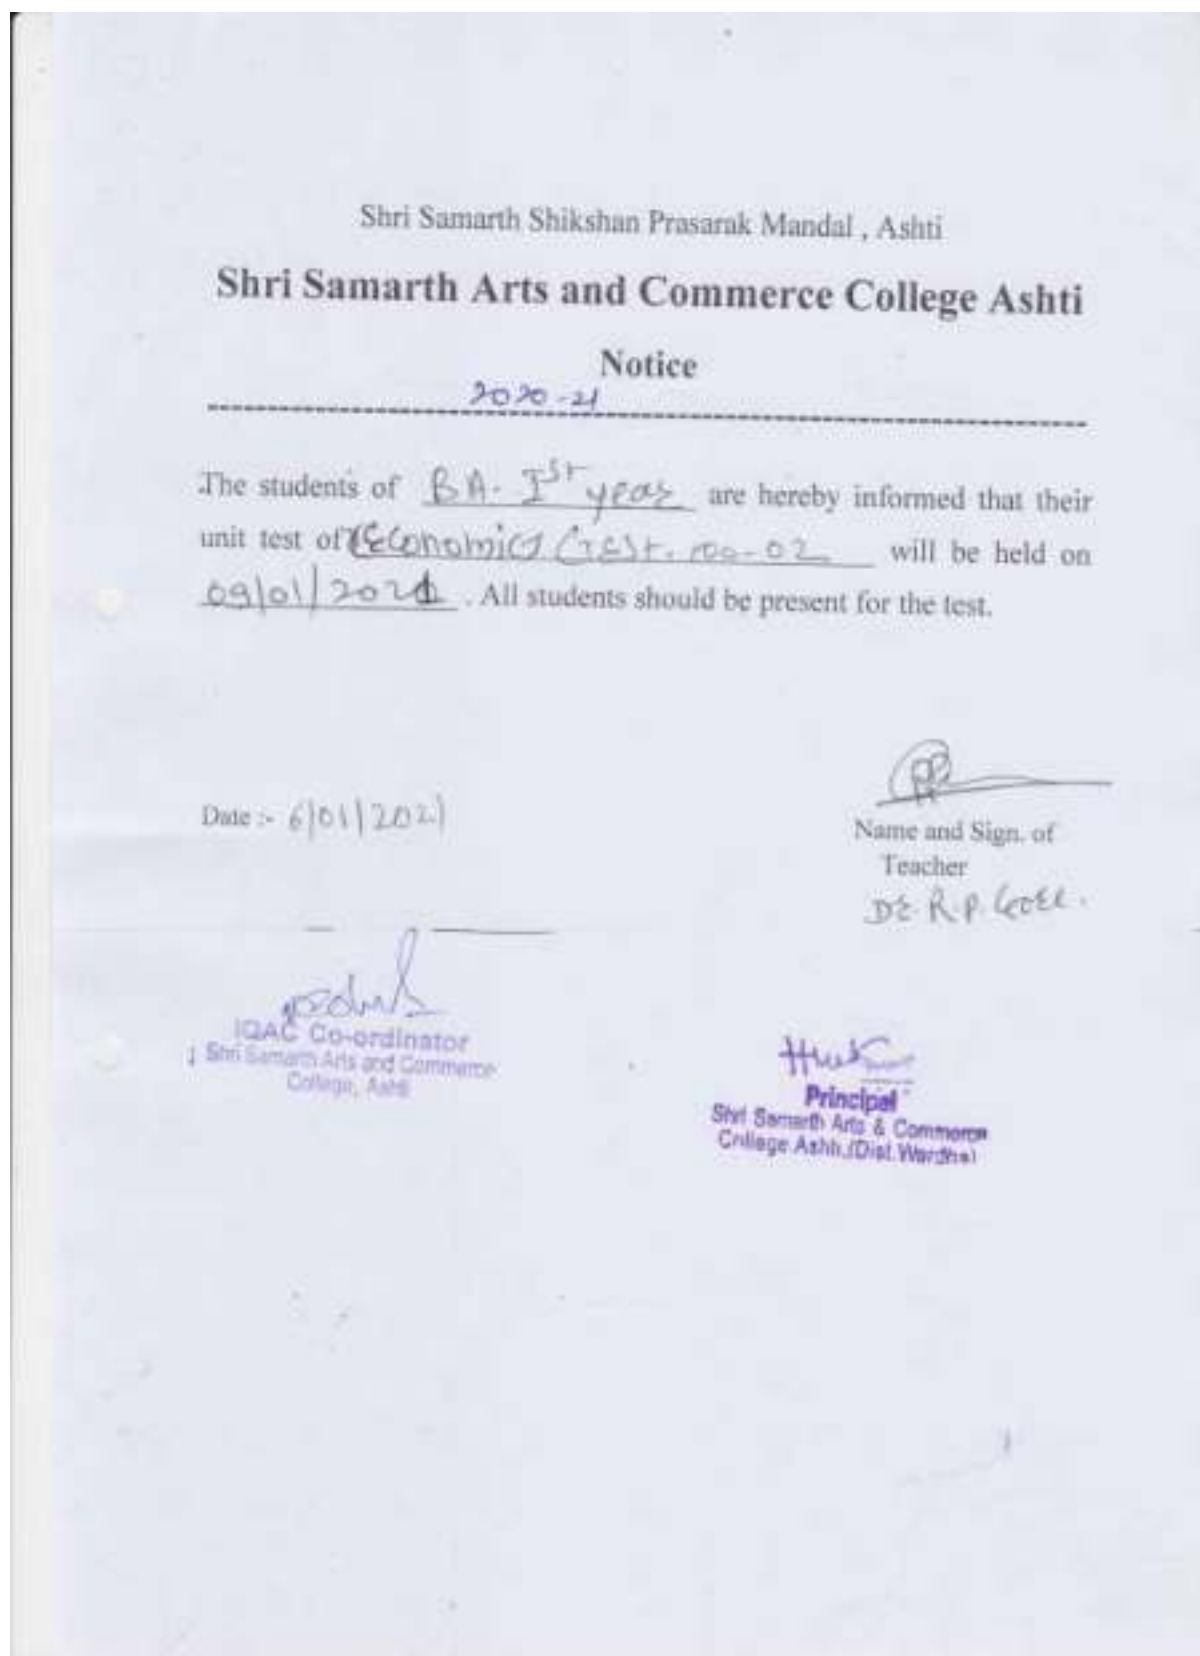 Shri Samarth Shikshan Prasarak Mandal , Ashti
Shri Samarth Arts and Commerce College Ashti
Notice
2020-21
The students of BA. Ist year are hereby informed that their
unit test of Economics (Test. no-02 will be held on
09/01/2021 . All students should be present for the test.
Date :- 6/01/2021
Name and Sign. of
Teacher
Dr. R.P. Goel.
IQAC Co-ordinator
Shri Samarth Arts and Commerce
College, Ashti
Principal
Shri Samarth Arts & Commerce
College Ashti.(Dist.Wardha)